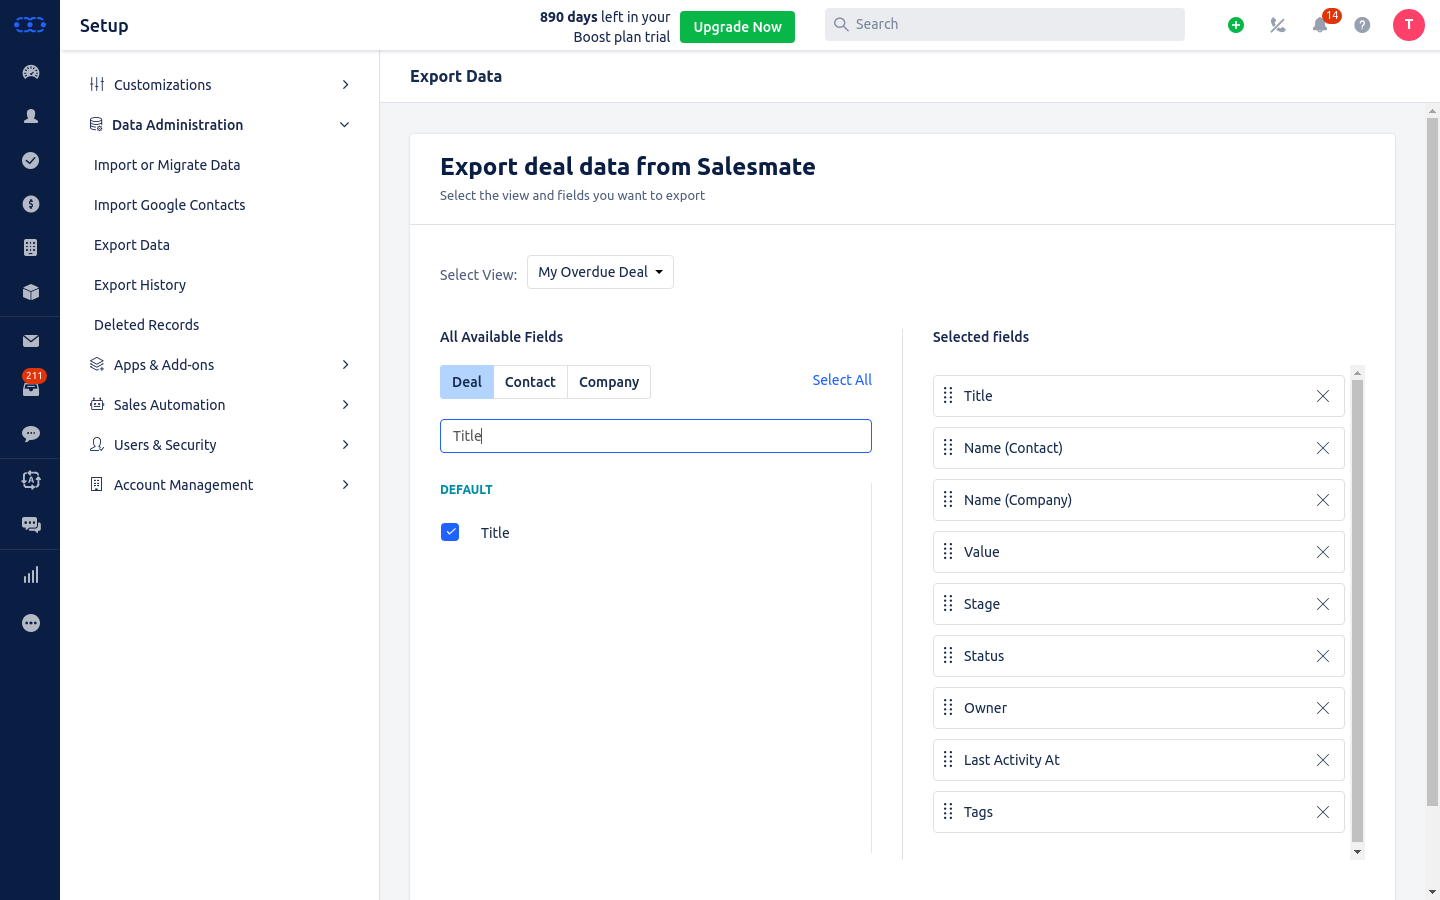 Setup
890 days left in your
Boost plan trial
Upgrade Now
Search
14
T
211
Customizations
Data Administration
Import or Migrate Data
Import Google Contacts
Export Data
Export History
Deleted Records
Apps & Add-ons
Sales Automation
Users & Security
Account Management
Export Data
Export deal data from Salesmate
Select the view and fields you want to export
Select View:
My Overdue Deal
All Available Fields
Deal
Contact
Company
Select All
Title
DEFAULT
Title
Selected fields
Title
Name (Contact)
Name (Company)
Value
Stage
Status
Owner
Last Activity At
Tags